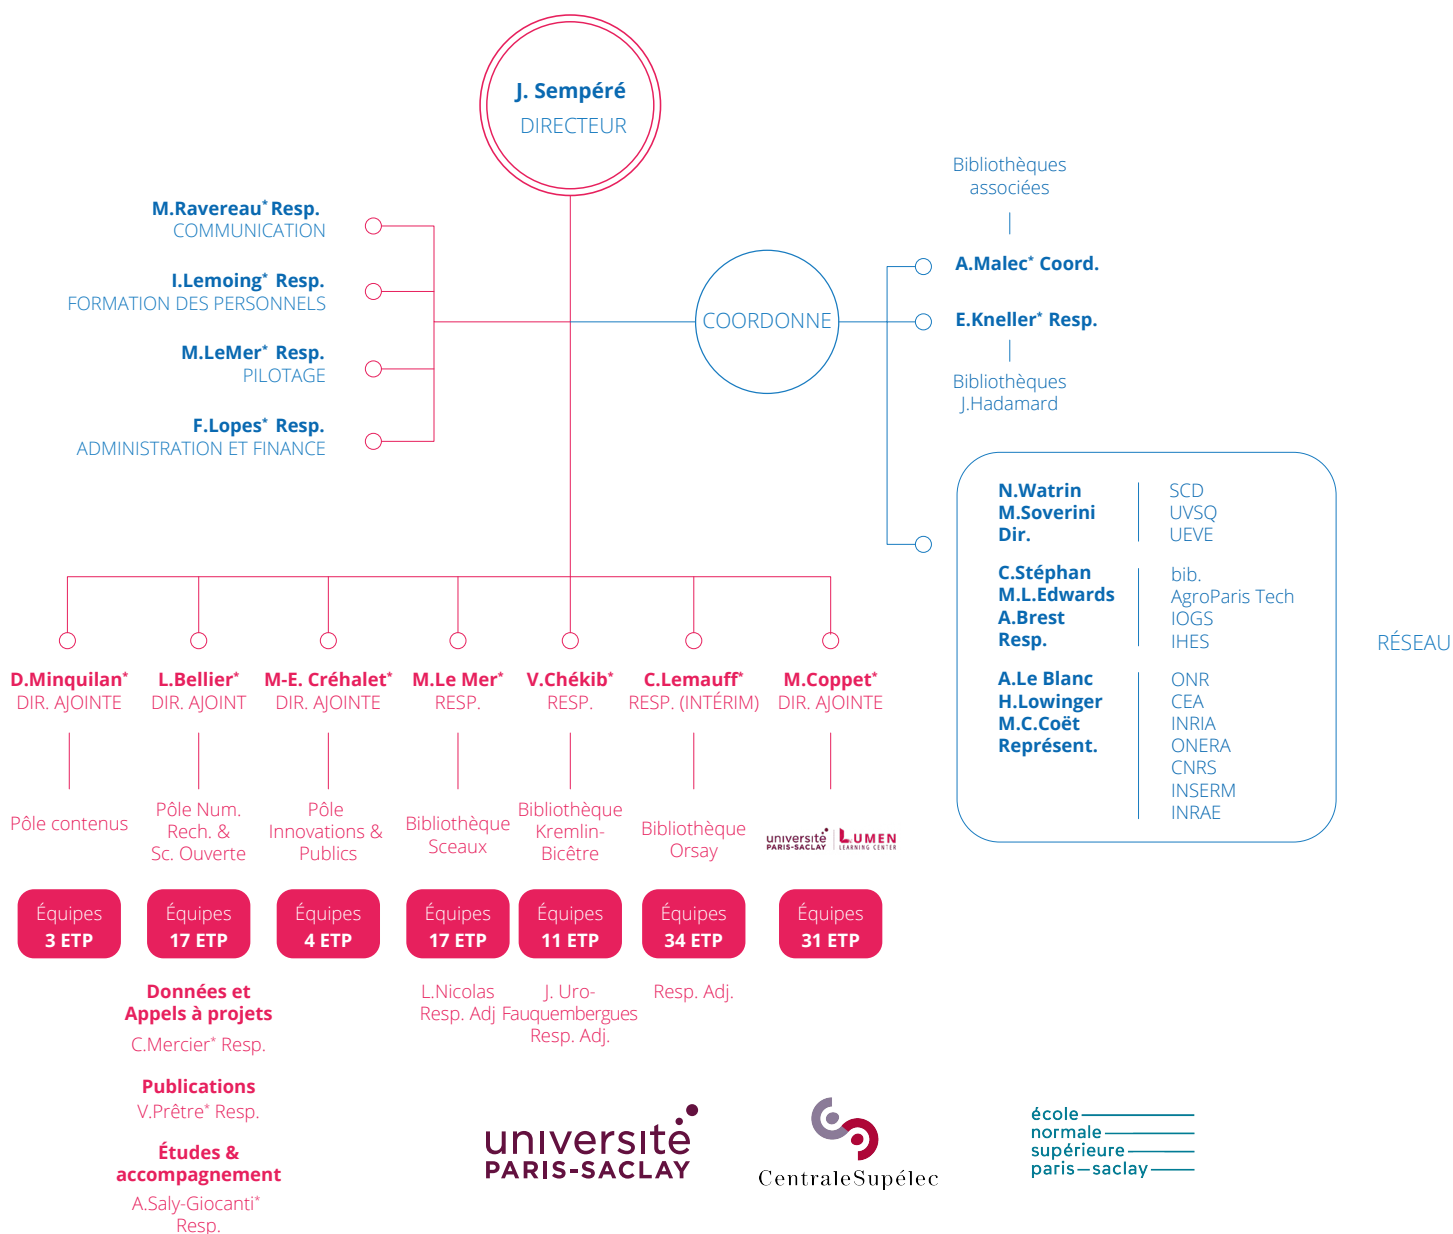 J. Sempéré
DIRECTEUR
M.Ravereau* Resp.
COMMUNICATION
I.Lemoing* Resp.
FORMATION DES PERSONNELS
M.LeMer* Resp.
PILOTAGE
F.Lopes* Resp.
ADMINISTRATION ET FINANCE
COORDONNE
Bibliothèques
associées
A.Malec* Coord.
E.Kneller* Resp.
Bibliothèques
J.Hadamard
N.Watrin
M.Soverini
Dir.
SCD
UVSQ
UEVE
C.Stéphan
M.L.Edwards
A.Brest
Resp.
bib.
AgroParis Tech
IOGS
IHES
A.Le Blanc
H.Lowinger
M.C.Coët
Représent.
ONR
CEA
INRIA
ONERA
CNRS
INSERM
INRAE
RÉSEAU
D.Minquilan*
DIR. AJOINTE
Pôle contenus
Équipes
3 ETP
L.Bellier*
DIR. AJOINT
Pôle Num.
Rech. &
Sc. Ouverte
Équipes
17 ETP
Données et
Appels à projets
C.Mercier* Resp.
Publications
V.Prêtre* Resp.
Études &
accompagnement
A.Saly-Giocanti*
Resp.
M-E. Créhalet*
DIR. AJOINTE
Pôle
Innovations &
Publics
Équipes
4 ETP
M.Le Mer*
RESP.
Bibliothèque
Sceaux
Équipes
17 ETP
L.Nicolas
Resp. Adj
V.Chékib*
RESP.
Bibliothèque
Kremlin-
Bicêtre
Équipes
11 ETP
J. Uro-
Fauquembergues
Resp. Adj.
C.Lemauff*
RESP. (INTÉRIM)
Bibliothèque
Orsay
Équipes
34 ETP
Resp. Adj.
M.Coppet*
DIR. AJOINTE
université
PARIS-SACLAY
LUMEN
LEARNING CENTER
Équipes
31 ETP
université
PARIS-SACLAY
CentraleSupélec
école
normale
supérieure
paris-saclay